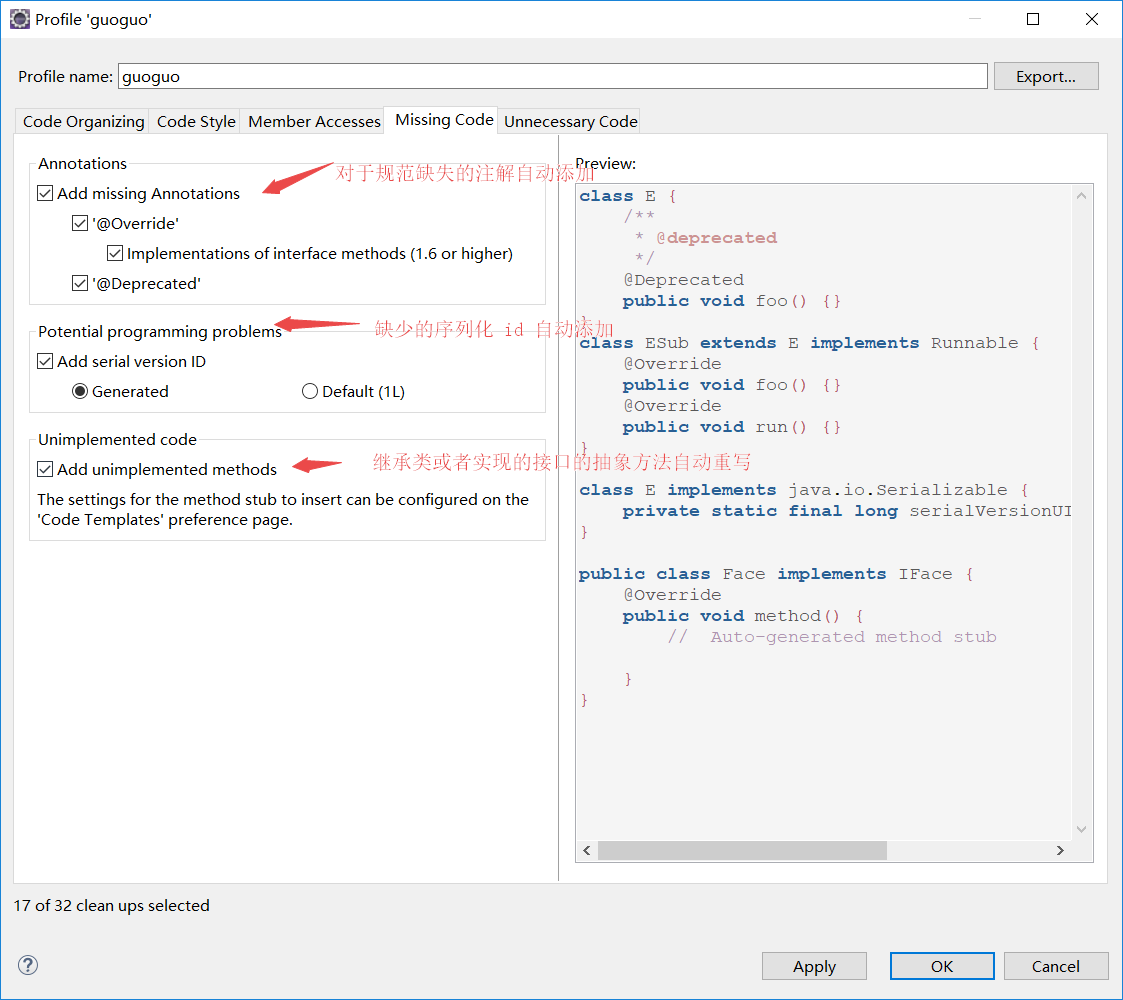 Profile 'guoguo'
Profile name: guoguo Export...
Code Organizing Code Style Member Accesses Missing Code Unnecessary Code
Annotations
对于规范缺失的注解自动添加
Add missing Annotations
'@Override'
Implementations of interface methods (1.6 or higher)
'@Deprecated'
Potential programming problems
缺少的序列化 id 自动添加
Add serial version ID
Generated Default (1L)
Unimplemented code
Add unimplemented methods
继承类或者实现的接口的抽象方法自动重写
The settings for the method stub to insert can be configured on the
'Code Templates' preference page.
Preview:
class E {
/**
* @deprecated
*/
@Deprecated
public void foo() {}
}
class ESub extends E implements Runnable {
@Override
public void foo() {}
@Override
public void run() {}
}
class E implements java.io.Serializable {
private static final long serialVersionUI
}
public class Face implements IFace {
@Override
public void method() {
// Auto-generated method stub
}
}
17 of 32 clean ups selected
Apply OK Cancel